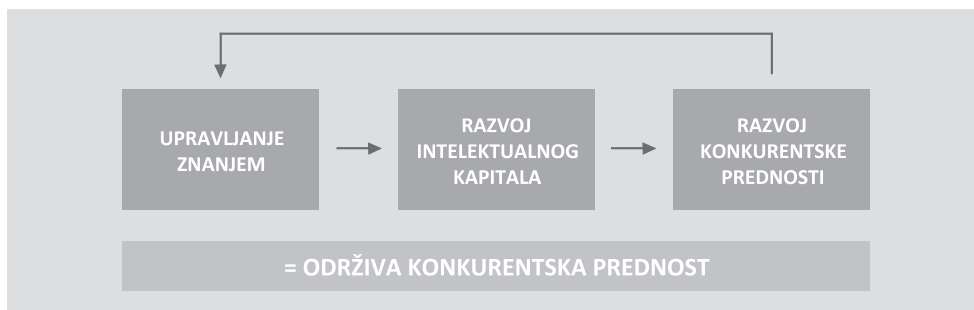 UPRAVLJANJE
ZNANJEM
RAZVOJ
INTELEKTUALNOG
KAPITALA
RAZVOJ
KONKURENTSKE
PREDNOSTI
= ODRŽIVA KONKURENTSKA PREDNOST